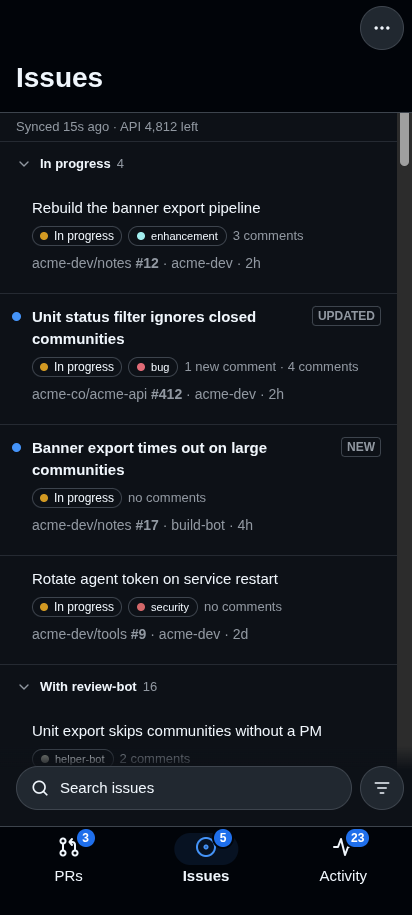 Issues
Synced 15s ago · API 4,812 left
In progress 4
Rebuild the banner export pipeline
In progress enhancement 3 comments
acme-dev/notes #12 · acme-dev · 2h
Unit status filter ignores closed UPDATED
communities
In progress bug 1 new comment · 4 comments
acme-co/acme-api #412 · acme-dev · 2h
Banner export times out on large NEW
communities
In progress no comments
acme-dev/notes #17 · build-bot · 4h
Rotate agent token on service restart
In progress security no comments
acme-dev/tools #9 · acme-dev · 2d
With review-bot 16
Unit export skips communities without a PM
helper-bot 2 comments
Search issues
3 5 23
PRs Issues Activity